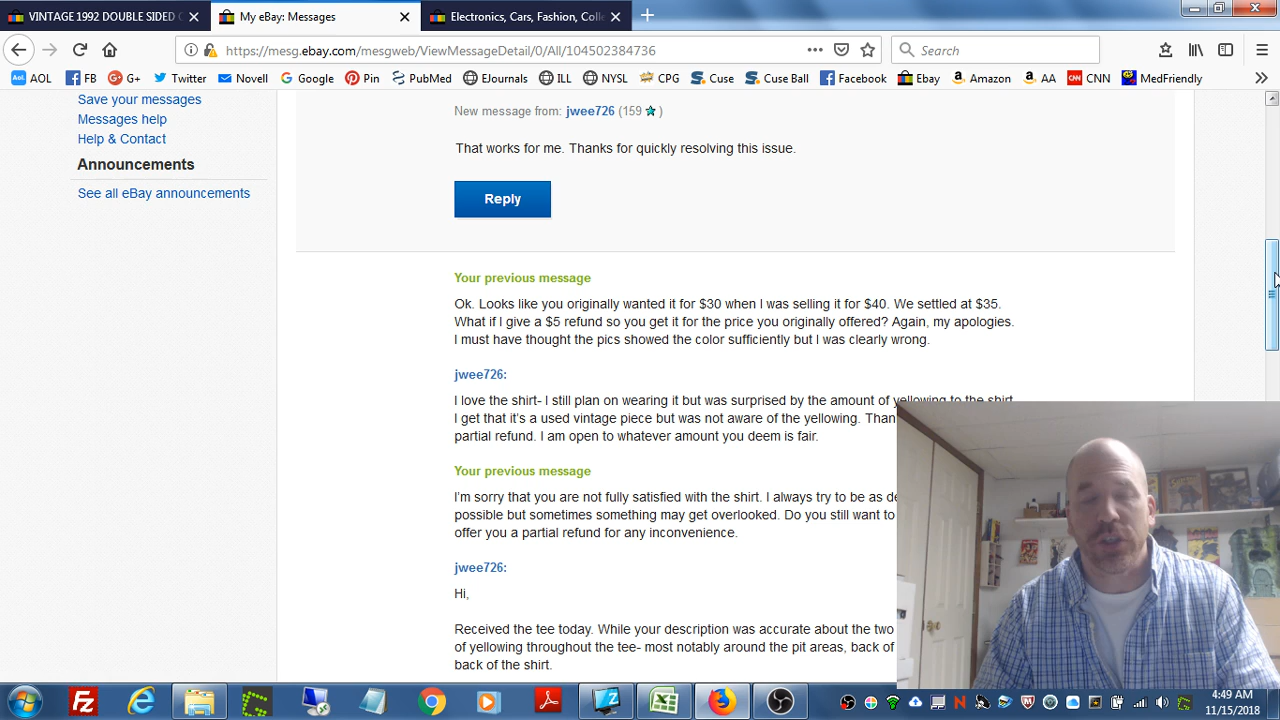 VINTAGE 1992 DOUBLE SIDED
My eBay: Messages
Electronics, Cars, Fashion, Coll
https://mesg.ebay.com/mesgweb/ViewMessageDetail/0/All/104502384736
Search
AOL FB G+ Twitter Novell Google Pin PubMed EJournals ILL NYSL CPG Cuse Cuse Ball Facebook Ebay Amazon AA CNN MedFriendly
Save your messages
Messages help
Help & Contact
Announcements
See all eBay announcements
New message from: jwee726 (159 )
That works for me. Thanks for quickly resolving this issue.
Reply
Your previous message
Ok. Looks like you originally wanted it for $30 when I was selling it for $40. We settled at $35.
What if I give a $5 refund so you get it for the price you originally offered? Again, my apologies.
I must have thought the pics showed the color sufficiently but I was clearly wrong.
jwee726:
I love the shirt- I still plan on wearing it but was surprised by the amount of yellowing to the shirt.
I get that it's a used vintage piece but was not aware of the yellowing. Than
partial refund. I am open to whatever amount you deem is fair.
Your previous message
I'm sorry that you are not fully satisfied with the shirt. I always try to be as de
possible but sometimes something may get overlooked. Do you still want to
offer you a partial refund for any inconvenience.
jwee726:
Hi,
Received the tee today. While your description was accurate about the two
of yellowing throughout the tee- most notably around the pit areas, back of
back of the shirt.
4:49 AM
11/15/2018